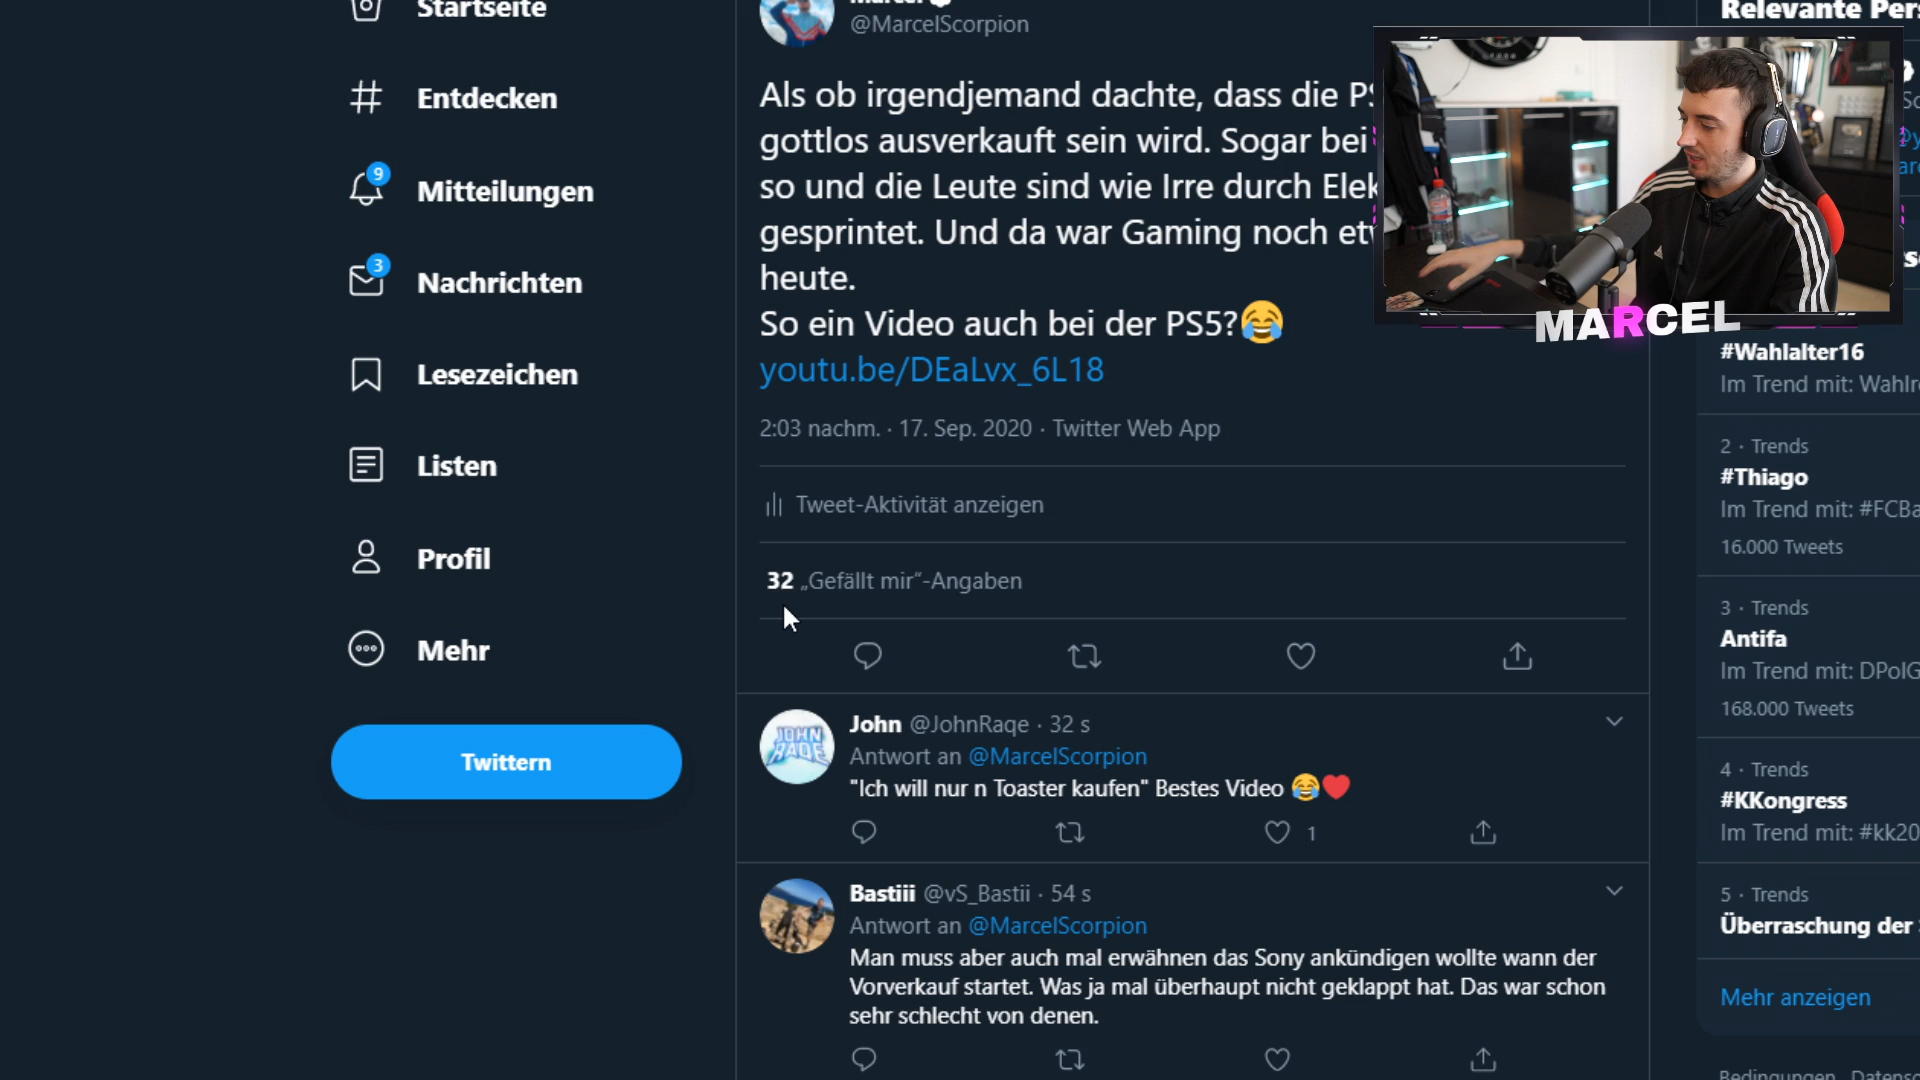 Startseite
Entdecken
9
Mitteilungen
3
Nachrichten
Lesezeichen
Listen
Profil
Mehr
Twittern
@MarcelScorpion
Als ob irgendjemand dachte, dass die
gottlos ausverkauft sein wird. Sogar bei
so und die Leute sind wie Irre durch
gesprintet. Und da war Gaming noch
heute.
So ein Video auch bei der PS5?😂
youtu.be/DEaLvx_6L18
2:03 nachm. · 17. Sep. 2020 · Twitter Web App
Tweet-Aktivität anzeigen
32 „Gefällt mir“-Angaben
John @JohnRaqe · 32 s
Antwort an @MarcelScorpion
"Ich will nur n Toaster kaufen" Bestes Video 😂❤️
1
JOHN
RAQE
Bastiii @vS_Bastii · 54 s
Antwort an @MarcelScorpion
Man muss aber auch mal erwähnen das Sony ankündigen wollte wann der
Vorverkauf startet. Was ja mal überhaupt nicht geklappt hat. Das war schon
sehr schlecht von denen.
MARCEL
Relevante
#Wahlalter16
Im Trend mit:
2 · Trends
#Thiago
Im Trend mit:
16.000 Tweets
3 · Trends
Antifa
Im Trend mit:
168.000 Tweets
4 · Trends
#KKongress
Im Trend mit:
5 · Trends
Überraschung der
Mehr anzeigen